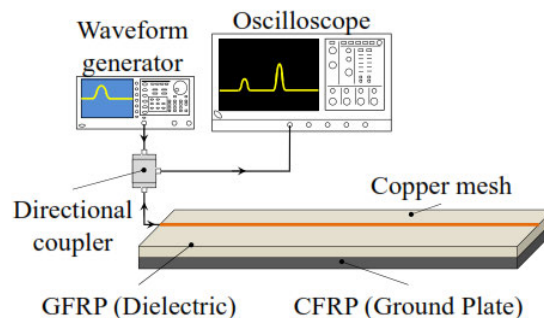 Waveform
generator
Oscilloscope
Directional
coupler
Copper mesh
GFRP (Dielectric)
CFRP (Ground Plate)